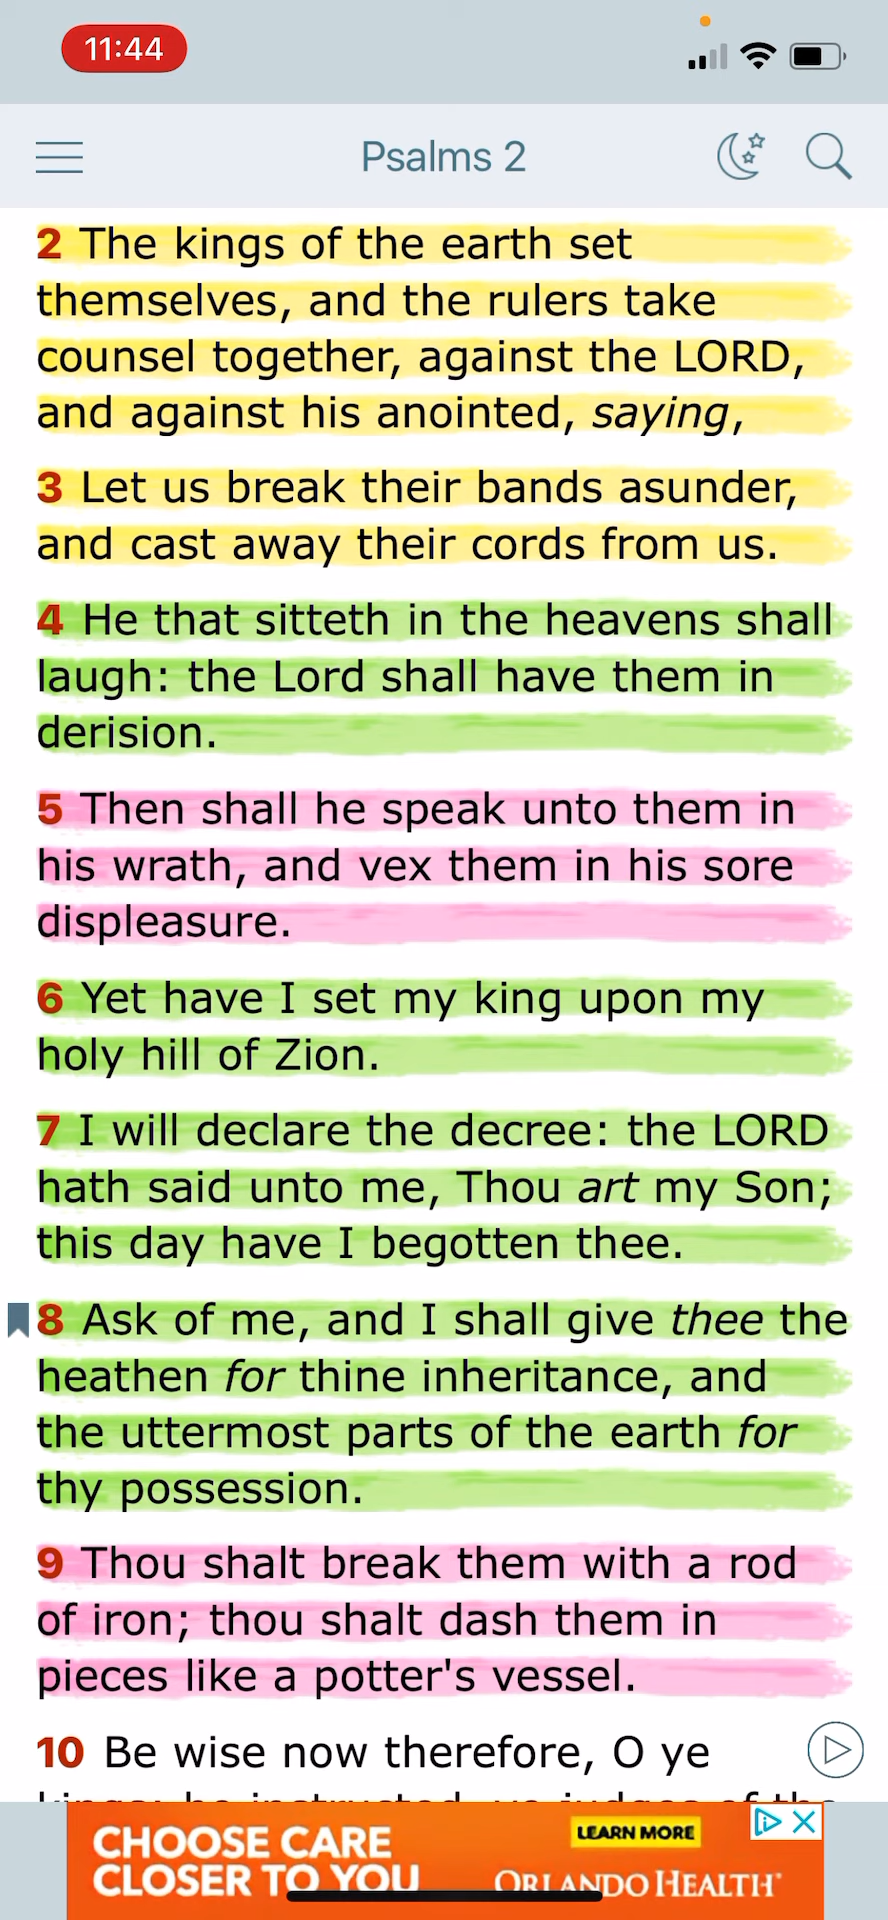 11:44
Psalms 2
2 The kings of the earth set
themselves, and the rulers take
counsel together, against the LORD,
and against his anointed, saying,
3 Let us break their bands asunder,
and cast away their cords from us.
4 He that sitteth in the heavens shall
laugh: the Lord shall have them in
derision.
5 Then shall he speak unto them in
his wrath, and vex them in his sore
displeasure.
6 Yet have I set my king upon my
holy hill of Zion.
7 I will declare the decree: the LORD
hath said unto me, Thou art my Son;
this day have I begotten thee.
8 Ask of me, and I shall give thee the
heathen for thine inheritance, and
the uttermost parts of the earth for
thy possession.
9 Thou shalt break them with a rod
of iron; thou shalt dash them in
pieces like a potter's vessel.
10 Be wise now therefore, O ye
kings: be instructed, ye judges of the
CHOOSE CARE
CLOSER TO YOU
LEARN MORE
ORLANDO HEALTH